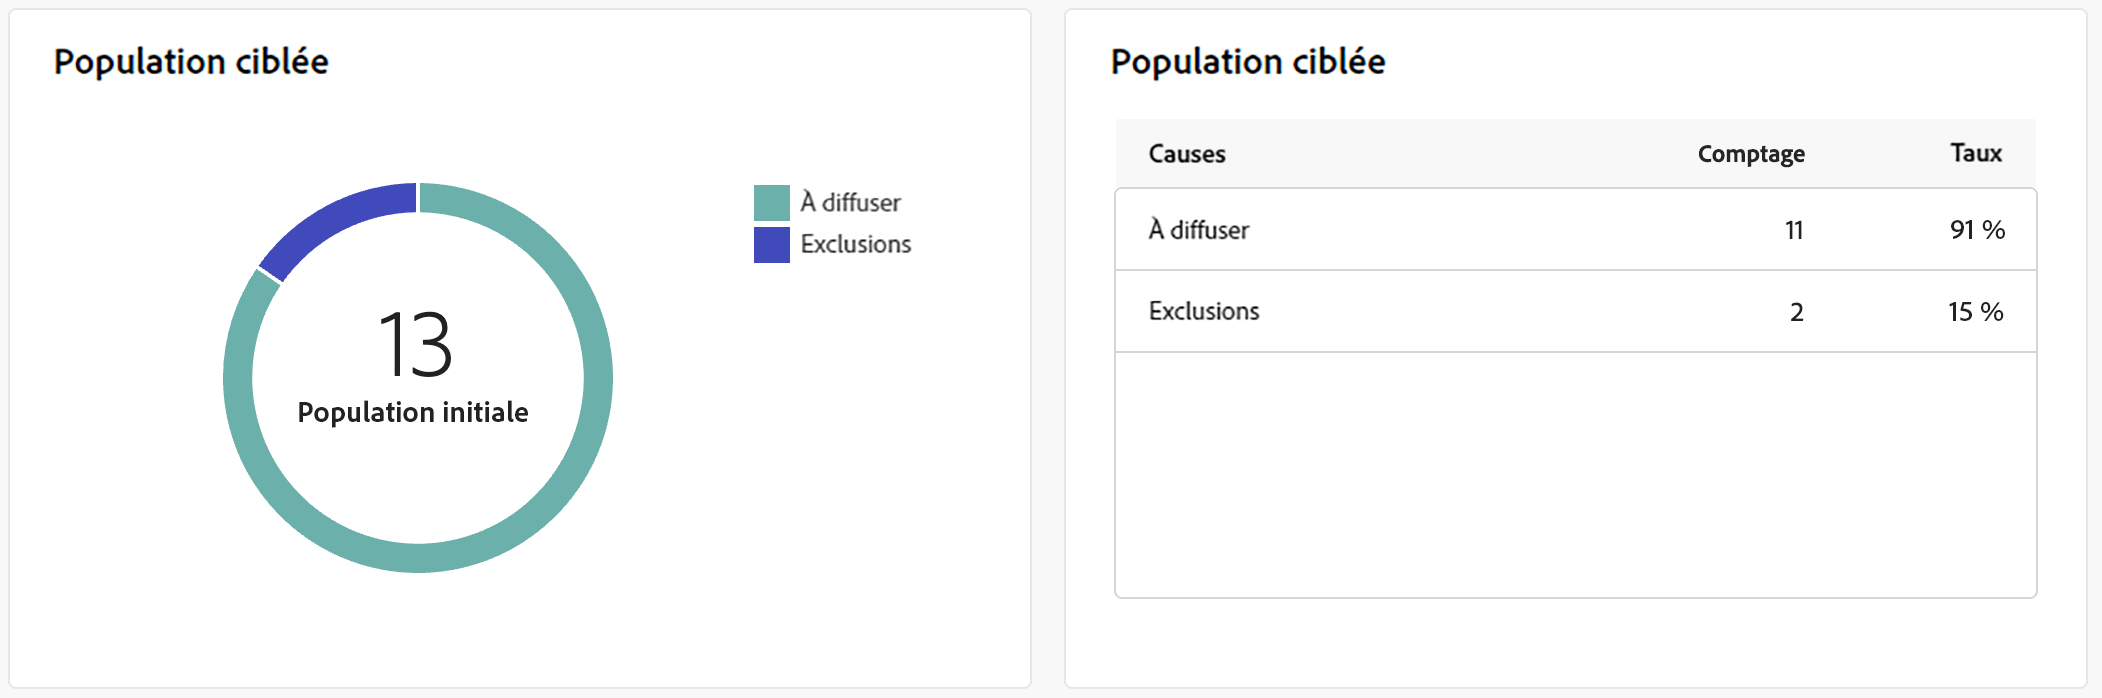 Population ciblée
À diffuser
Exclusions
13
Population initiale
Population ciblée
Causes Comptage Taux
À diffuser 11 91 %
Exclusions 2 15 %